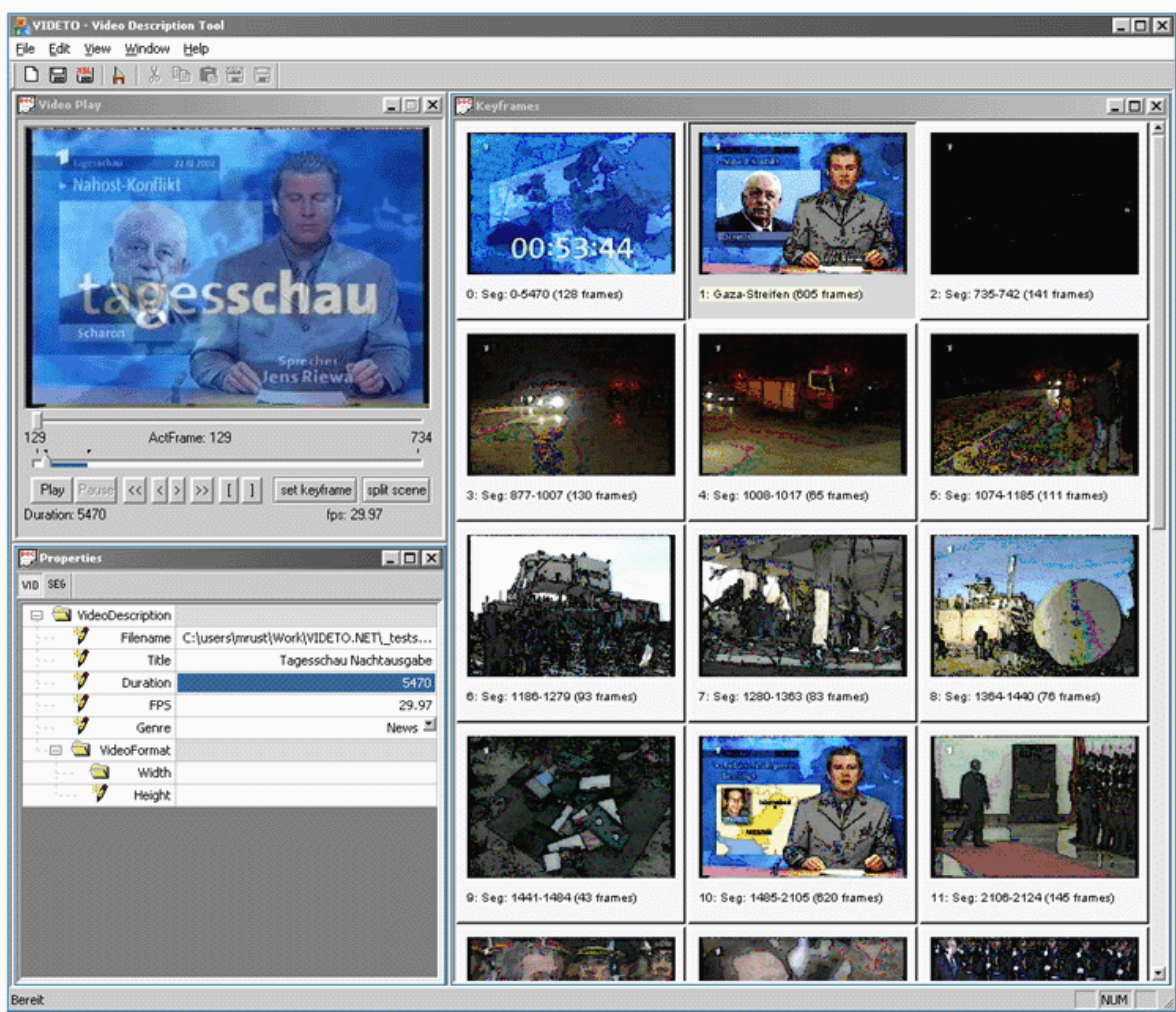 VIDETO - Video Description Tool
File Edit View Window Help
XML
Video Play
Tagesschau 22.02.2002
Nahost-Konflikt
tagesschau
Scharon
Sprecher
Jens Riewa
129 ActFrame: 129 734
Play Pause << < > >> [ ] set keyframe split scene
Duration: 5470 fps: 29.97
Properties
VID SEG
VideoDescription
Filename C:\users\mrust\Work\VIDETO.NET\_tests...
Title Tagesschau Nachtausgabe
Duration 5470
FPS 29.97
Genre News
VideoFormat
Width
Height
Keyframes
00:53:44
0: Seg: 0-5470 (128 frames)
1: Gaza-Streifen (605 frames)
2: Seg: 735-742 (141 frames)
3: Seg: 877-1007 (130 frames)
4: Seg: 1008-1017 (65 frames)
5: Seg: 1074-1185 (111 frames)
6: Seg: 1186-1279 (93 frames)
7: Seg: 1280-1363 (83 frames)
8: Seg: 1364-1440 (76 frames)
9: Seg: 1441-1484 (43 frames)
10: Seg: 1485-2105 (620 frames)
11: Seg: 2106-2124 (145 frames)
Bereit NUM